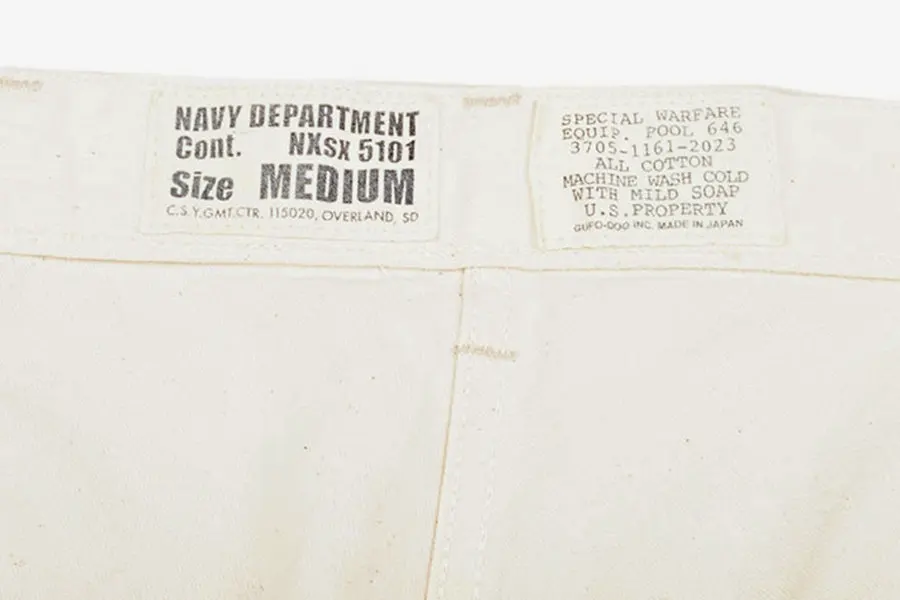 NAVY DEPARTMENT
Cont. NXsx 5101
Size MEDIUM
C.S.Y.GMT.CTR. 115020, OVERLAND, SD
SPECIAL WARFARE
EQUIP. POOL 646
3705-1161-2023
ALL COTTON
MACHINE WASH COLD
WITH MILD SOAP
U.S.PROPERTY
GUFO-DOO INC. MADE IN JAPAN